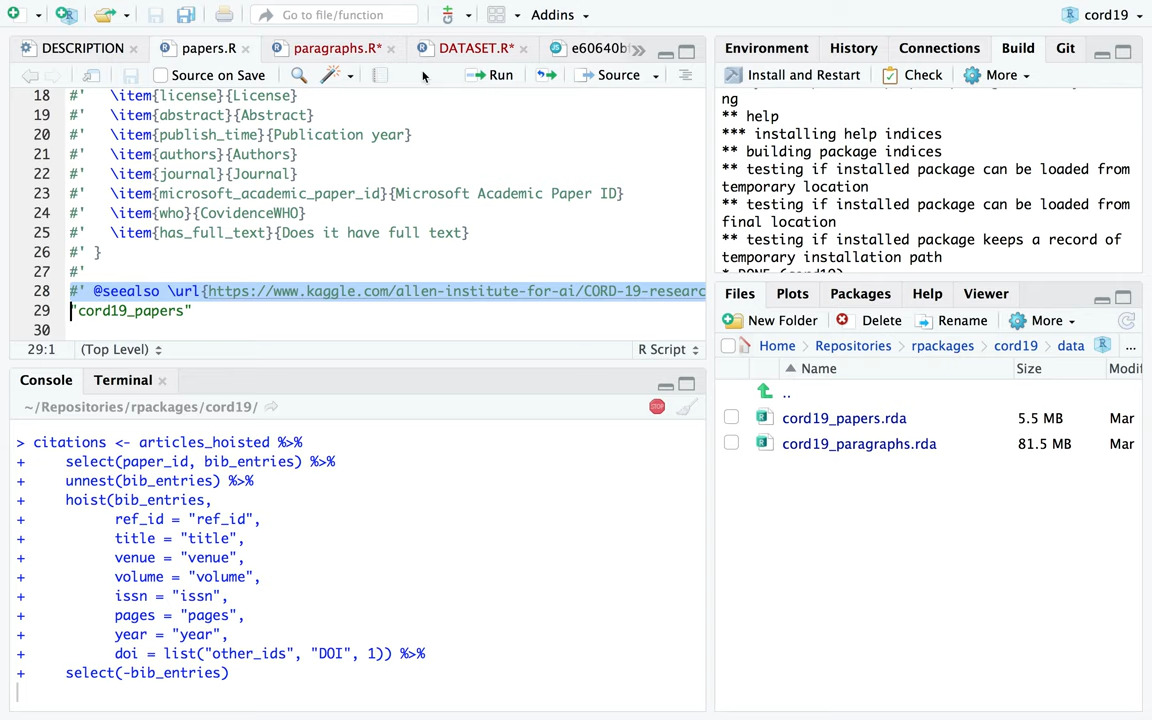 Go to file/function
Addins
cord19
DESCRIPTION
papers.R
paragraphs.R*
DATASET.R*
e60640b
Source on Save
Run
Source
18 #'   \item{license}{License}
19 #'   \item{abstract}{Abstract}
20 #'   \item{publish_time}{Publication year}
21 #'   \item{authors}{Authors}
22 #'   \item{journal}{Journal}
23 #'   \item{microsoft_academic_paper_id}{Microsoft Academic Paper ID}
24 #'   \item{who}{CovidenceWHO}
25 #'   \item{has_full_text}{Does it have full text}
26 #' }
27 #'
28 #' @seealso \url{https://www.kaggle.com/allen-institute-for-ai/CORD-19-researc
29 "cord19_papers"
30
29:1
(Top Level)
R Script
Console
Terminal
~/Repositories/rpackages/cord19/
STOP
> citations <- articles_hoisted %>%
+     select(paper_id, bib_entries) %>%
+     unnest(bib_entries) %>%
+     hoist(bib_entries,
+           ref_id = "ref_id",
+           title = "title",
+           venue = "venue",
+           volume = "volume",
+           issn = "issn",
+           pages = "pages",
+           year = "year",
+           doi = list("other_ids", "DOI", 1)) %>%
+     select(-bib_entries)
Environment
History
Connections
Build
Git
Install and Restart
Check
More
ng
** help
*** installing help indices
** building package indices
** testing if installed package can be loaded from
temporary location
** testing if installed package can be loaded from
final location
** testing if installed package keeps a record of
temporary installation path
* DONE (cord19)
Files
Plots
Packages
Help
Viewer
New Folder
Delete
Rename
More
Home
Repositories
rpackages
cord19
data
...
Name
Size
Modif
..
cord19_papers.rda
5.5 MB
Mar
cord19_paragraphs.rda
81.5 MB
Mar